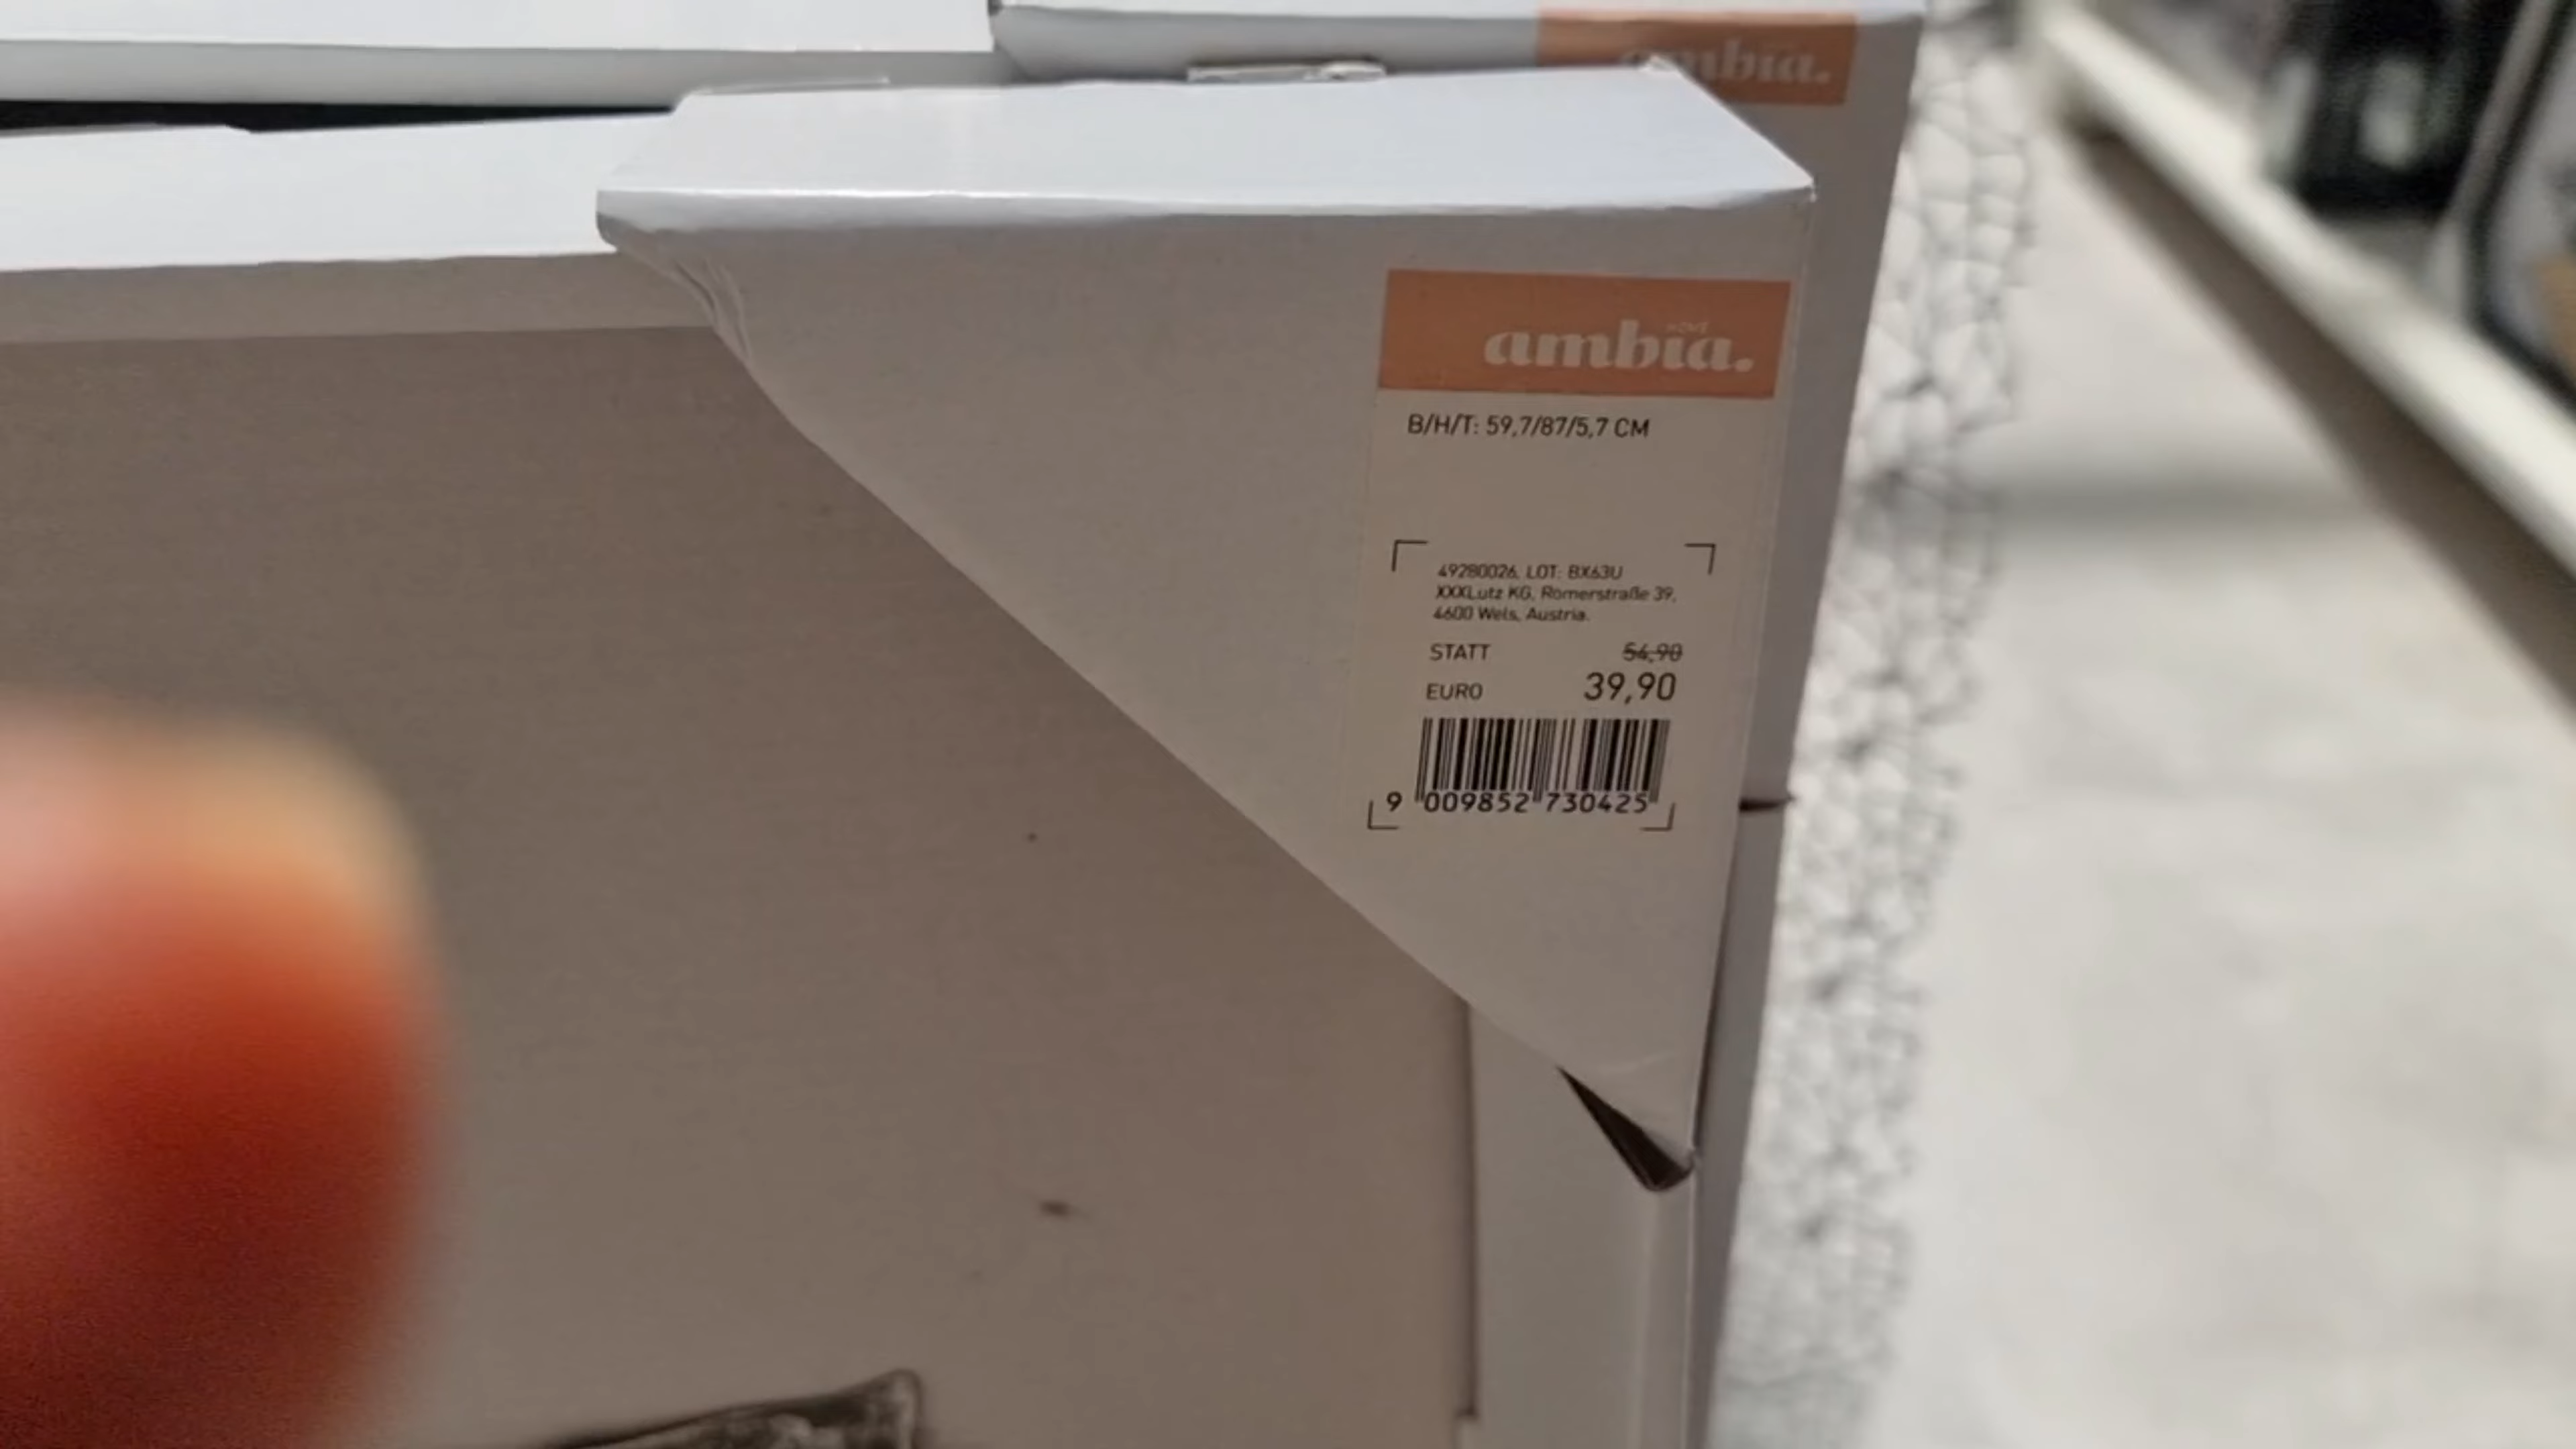 ambia.
ambia.
B/H/T: 59,7/87/5,7 CM
49280026, LOT: BX63U
XXXLutz KG, Römerstraße 39,
4600 Wels, Austria.
STATT 54,90
EURO 39,90
9 009852 730425